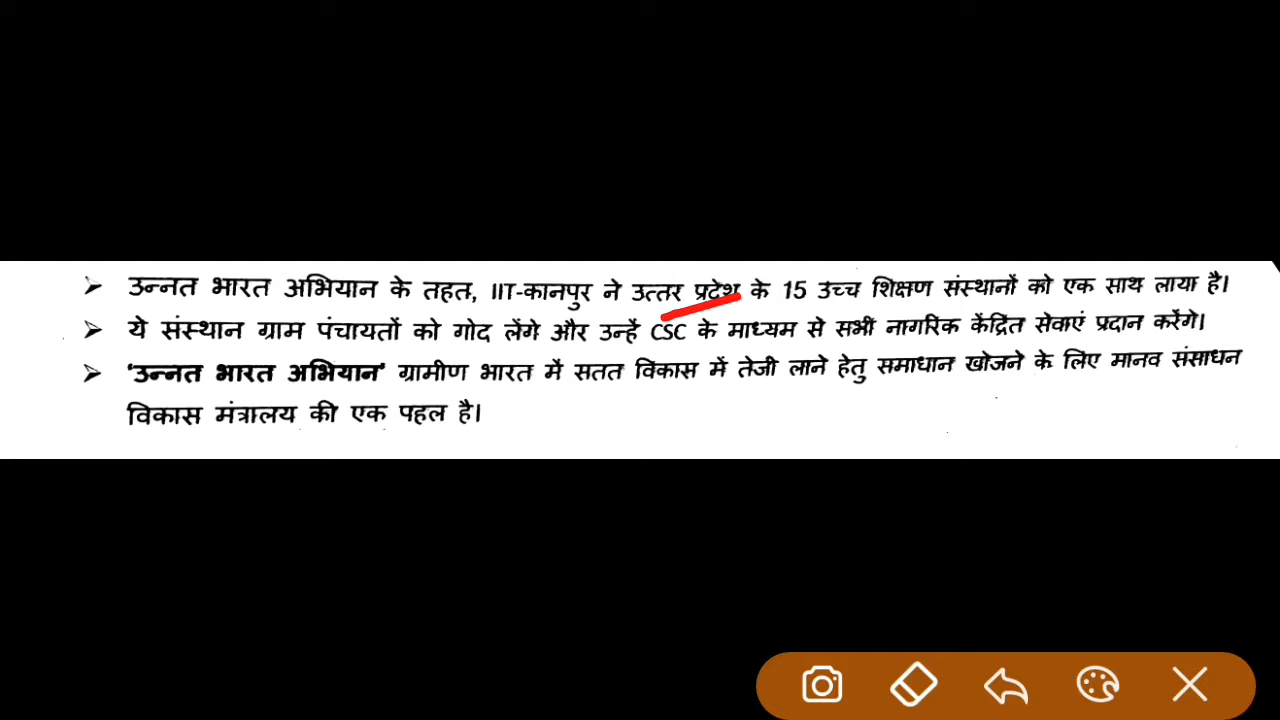 ➢ उन्नत भारत अभियान के तहत, IIT-कानपुर ने उत्तर प्रदेश के 15 उच्च शिक्षण संस्थानों को एक साथ लाया है।
➢ ये संस्थान ग्राम पंचायतों को गोद लेंगे और उन्हें CSC के माध्यम से सभी नागरिक केंद्रित सेवाएं प्रदान करेंगे।
➢ 'उन्नत भारत अभियान' ग्रामीण भारत में सतत विकास में तेजी लाने हेतु समाधान खोजने के लिए मानव संसाधन
विकास मंत्रालय की एक पहल है।